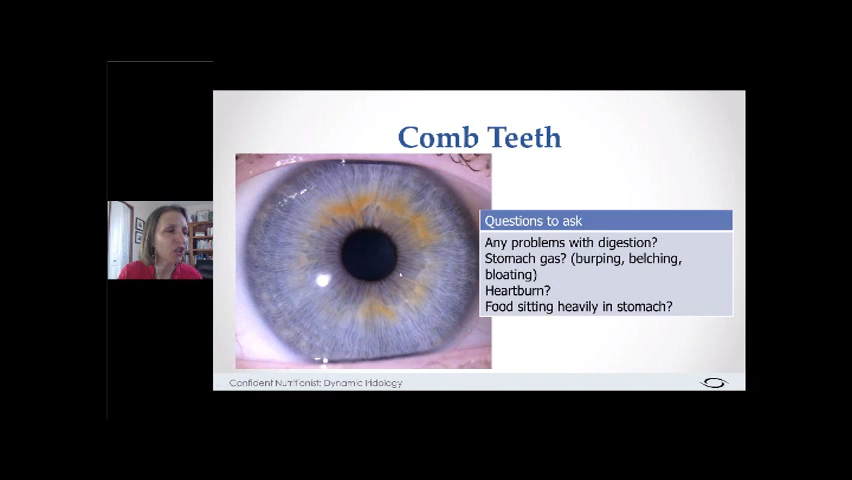 Comb Teeth
Questions to ask
Any problems with digestion?
Stomach gas? (burping, belching,
bloating)
Heartburn?
Food sitting heavily in stomach?
Confident Nutritionist: Dynamic Iridology